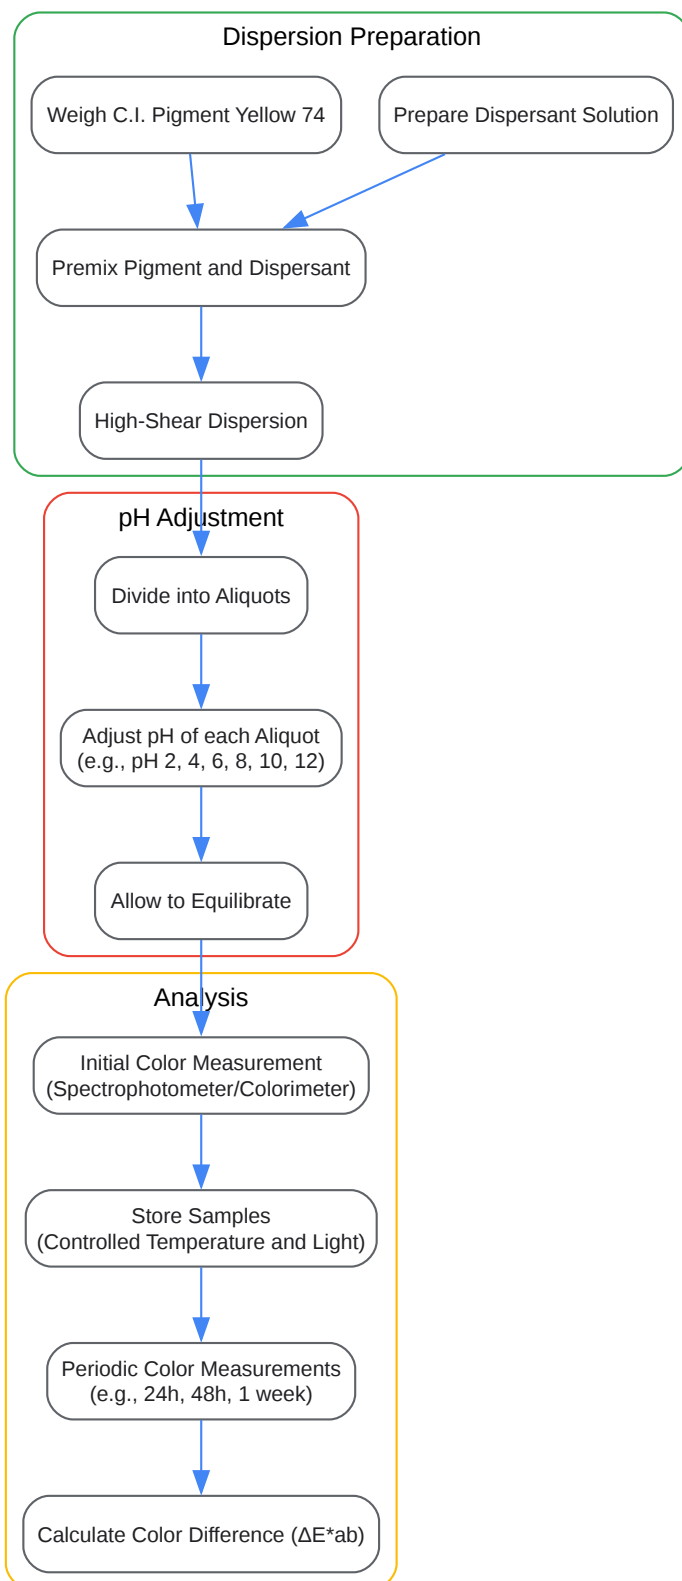 Dispersion Preparation
Weigh C.I. Pigment Yellow 74
Prepare Dispersant Solution
Premix Pigment and Dispersant
High-Shear Dispersion
pH Adjustment
Divide into Aliquots
Adjust pH of each Aliquot
(e.g., pH 2, 4, 6, 8, 10, 12)
Allow to Equilibrate
Analysis
Initial Color Measurement
(Spectrophotometer/Colorimeter)
Store Samples
(Controlled Temperature and Light)
Periodic Color Measurements
(e.g., 24h, 48h, 1 week)
Calculate Color Difference (ΔE*ab)